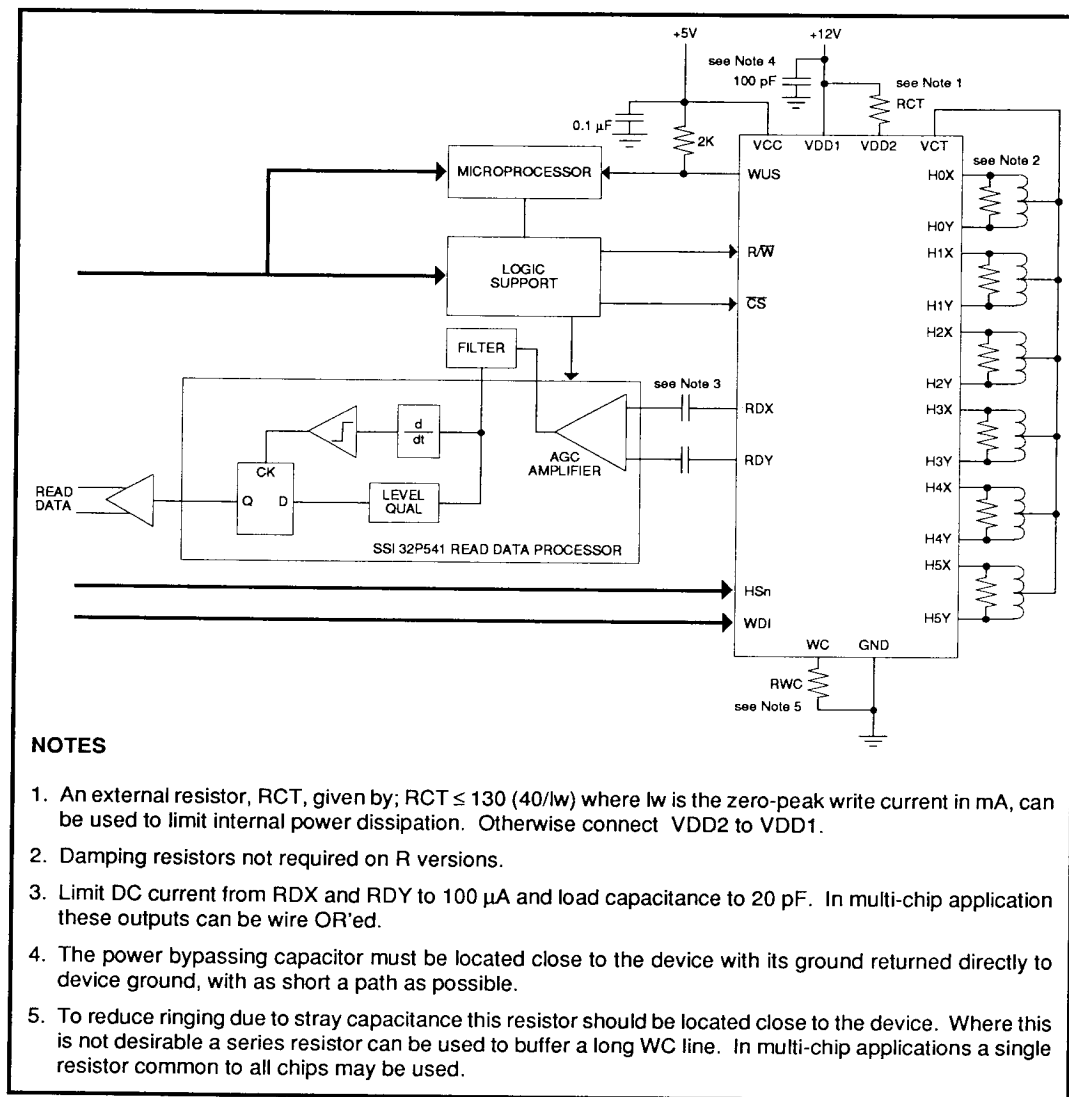 +5V
+12V
see Note 4
100 pF
see Note 1
RCT
0.1 µF
2K
VCC VDD1 VDD2 VCT
see Note 2
MICROPROCESSOR
WUS
H0X
H0Y
LOGIC
SUPPORT
R/W̅
C̅S̅
H1X
H1Y
FILTER
H2X
H2Y
see Note 3
RDX
RDY
H3X
H3Y
d
dt
AGC
AMPLIFIER
CK
Q D
LEVEL
QUAL
READ
DATA
H4X
H4Y
SSI 32P541 READ DATA PROCESSOR
H5X
H5Y
HSn
WDI
WC GND
RWC
see Note 5
NOTES
1. An external resistor, RCT, given by; RCT ≤ 130 (40/Iw) where Iw is the zero-peak write current in mA, can
be used to limit internal power dissipation. Otherwise connect VDD2 to VDD1.
2. Damping resistors not required on R versions.
3. Limit DC current from RDX and RDY to 100 µA and load capacitance to 20 pF. In multi-chip application
these outputs can be wire OR'ed.
4. The power bypassing capacitor must be located close to the device with its ground returned directly to
device ground, with as short a path as possible.
5. To reduce ringing due to stray capacitance this resistor should be located close to the device. Where this
is not desirable a series resistor can be used to buffer a long WC line. In multi-chip applications a single
resistor common to all chips may be used.